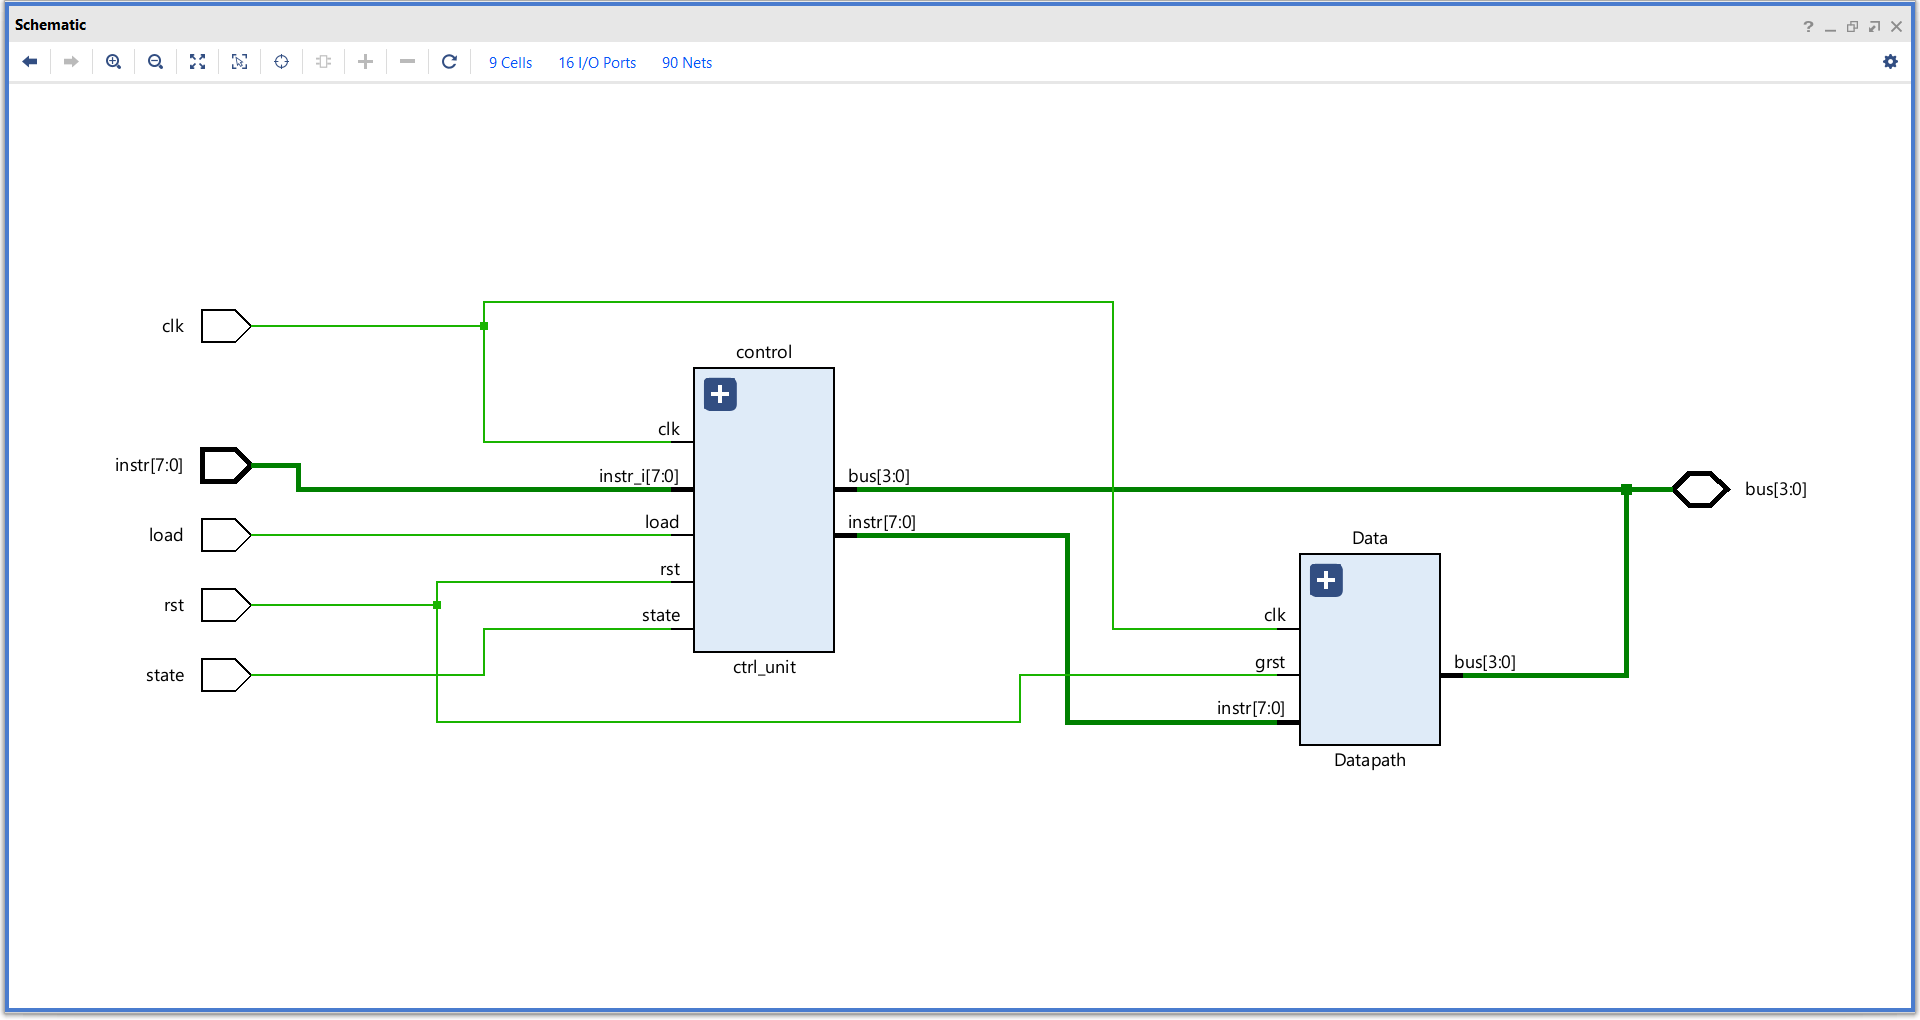 Schematic
9 Cells 16 I/O Ports 90 Nets
clk
control
clk
instr[7:0]
instr_i[7:0]
bus[3:0]
bus[3:0]
load
load
instr[7:0]
rst
rst
Data
state
state
clk
ctrl_unit
grst
bus[3:0]
instr[7:0]
Datapath